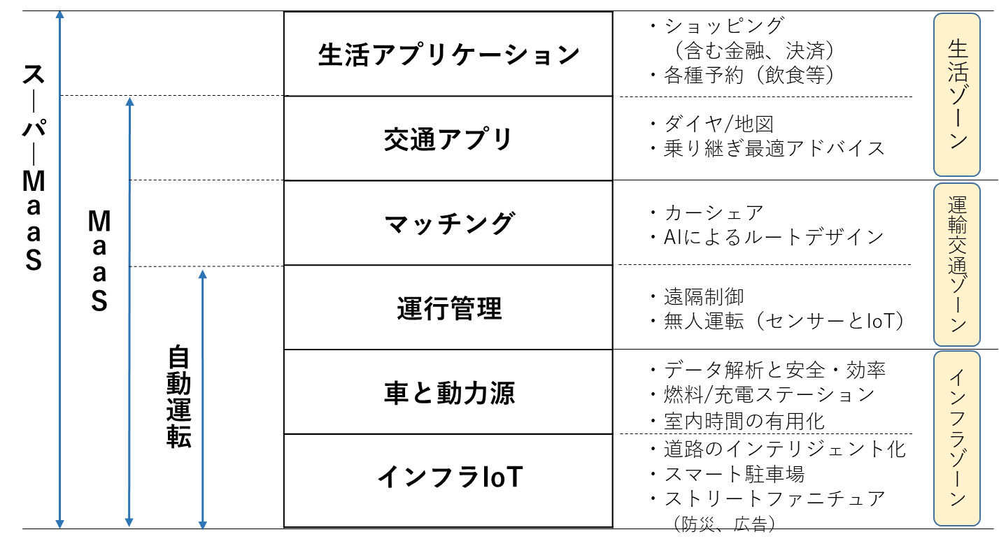 スーパーMaaS
MaaS
自動運転
生活アプリケーション
・ショッピング
（含む金融、決済）
・各種予約（飲食等）
交通アプリ
・ダイヤ/地図
・乗り継ぎ最適アドバイス
生活ゾーン
マッチング
・カーシェア
・AIによるルートデザイン
運行管理
・遠隔制御
・無人運転（センサーとIoT）
運輸交通ゾーン
車と動力源
・データ解析と安全・効率
・燃料/充電ステーション
・室内時間の有用化
インフラIoT
・道路のインテリジェント化
・スマート駐車場
・ストリートファニチュア
（防災、広告）
インフラゾーン